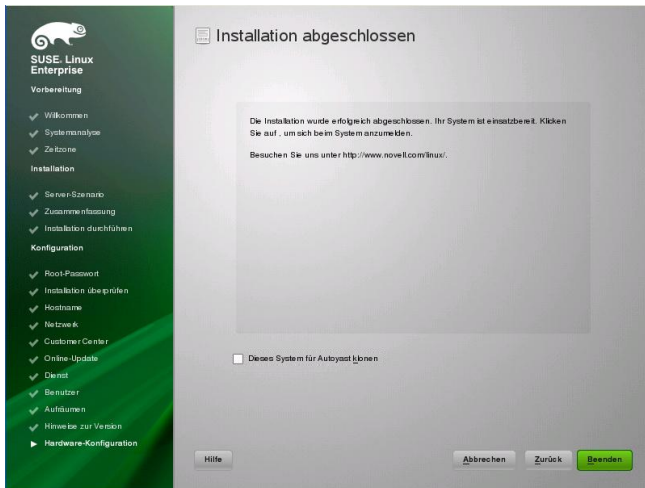 SUSE. Linux
Enterprise
Vorbereitung
Willkommen
Systemanalyse
Zeitzone
Installation
Server-Szenario
Zusammenfassung
Installation durchführen
Konfiguration
Root-Passwort
Installation überprüfen
Hostname
Netzwerk
Customer Center
Online-Update
Dienst
Benutzer
Aufräumen
Hinweise zur Version
Hardware-Konfiguration
Installation abgeschlossen
Die Installation wurde erfolgreich abgeschlossen. Ihr System ist einsatzbereit. Klicken
Sie auf , um sich beim System anzumelden.
Besuchen Sie uns unter http://www.novell.com/linux/.
Dieses System für Autoyast klonen
Hilfe
Abbrechen
Zurück
Beenden